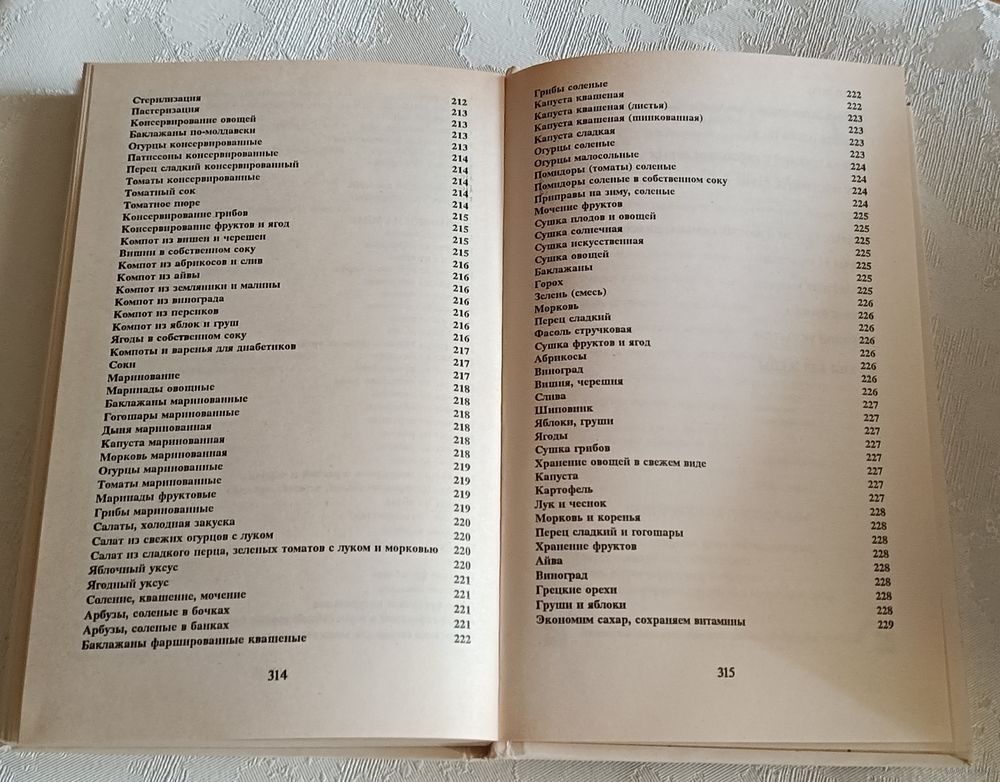 Стерилизация 212
Пастеризация 213
Консервирование овощей 213
Баклажаны по-молдавски 213
Огурцы консервированные 213
Патиссоны консервированные 214
Перец сладкий консервированный 214
Томаты консервированные 214
Томатный сок 214
Томатное пюре 214
Консервирование грибов 215
Консервирование фруктов и ягод 215
Компот из вишен и черешен 215
Вишни в собственном соку 215
Компот из абрикосов и слив 216
Компот из айвы 216
Компот из земляники и малины 216
Компот из винограда 216
Компот из персиков 216
Компот из яблок и груш 216
Ягоды в собственном соку 216
Компоты и варенья для диабетиков 217
Соки 217
Маринование 217
Маринады овощные 218
Баклажаны маринованные 218
Гогошары маринованные 218
Дыня маринованная 218
Капуста маринованная 218
Морковь маринованная 218
Огурцы маринованные 219
Томаты маринованные 219
Маринады фруктовые 219
Грибы маринованные 219
Салаты, холодная закуска 220
Салат из свежих огурцов с луком 220
Салат из сладкого перца, зеленых томатов с луком и морковью 220
Яблочный уксус 220
Ягодный уксус 221
Соление, квашение, мочение 221
Арбузы, соленые в бочках 221
Арбузы, соленые в банках 221
Баклажаны фаршированные квашеные 222
314
Грибы соленые 222
Капуста квашеная 222
Капуста квашеная (листья) 223
Капуста квашеная (шинкованная) 223
Капуста сладкая 223
Огурцы соленые 223
Огурцы малосольные 224
Помидоры (томаты) соленые 224
Помидоры соленые в собственном соку 224
Приправы на зиму, соленые 224
Мочение фруктов 225
Сушка плодов и овощей 225
Сушка солнечная 225
Сушка искусственная 225
Сушка овощей 225
Баклажаны 225
Горох 225
Зелень (смесь) 226
Морковь 226
Перец сладкий 226
Фасоль стручковая 226
Сушка фруктов и ягод 226
Абрикосы 226
Виноград 226
Вишня, черешня 226
Слива 227
Шиповник 227
Яблоки, груши 227
Ягоды 227
Сушка грибов 227
Хранение овощей в свежем виде 227
Капуста 227
Картофель 227
Лук и чеснок 228
Морковь и коренья 228
Перец сладкий и гогошары 228
Хранение фруктов 228
Айва 228
Виноград 228
Грецкие орехи 228
Груши и яблоки 228
Экономим сахар, сохраняем витамины 229
315